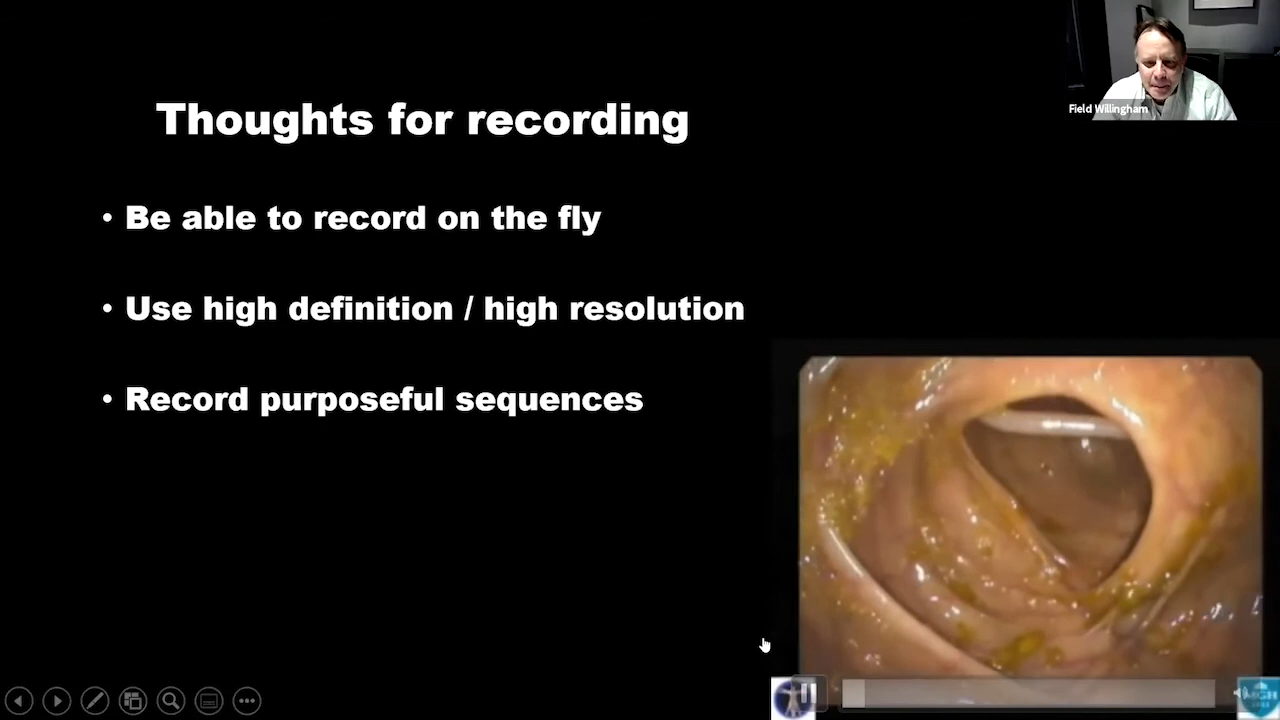 Field Willingham
Thoughts for recording
• Be able to record on the fly
• Use high definition / high resolution
• Record purposeful sequences